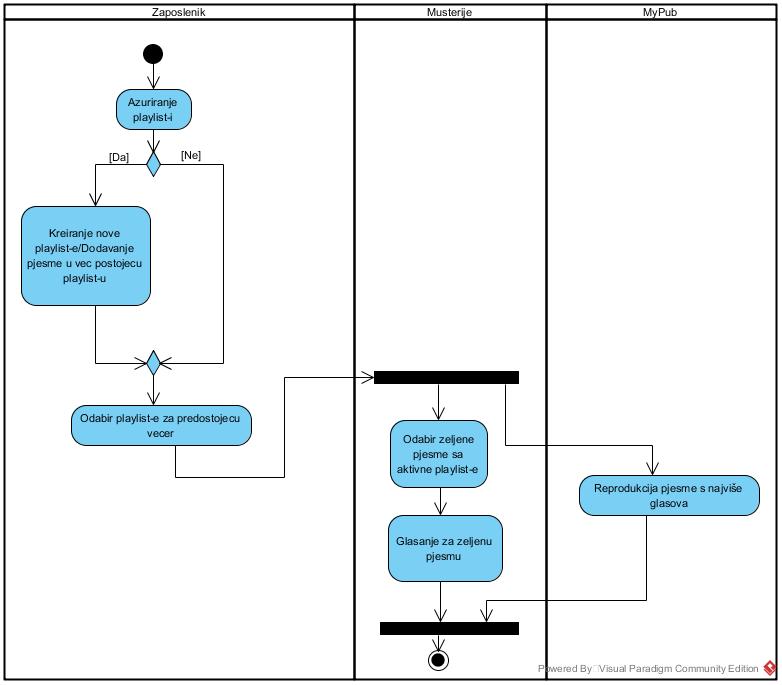 Zaposlenik
Musterije
MyPub
Azuriranje
playlist-i
[Da]
[Ne]
Kreiranje nove
playlist-e/Dodavanje
pjesme u vec postojecu
playlist-u
Odabir playlist-e za predostojecu
vecer
Odabir zeljene
pjesme sa
aktivne playlist-e
Glasanje za zeljenu
pjesmu
Reprodukcija pjesme s najviše
glasova
Powered By Visual Paradigm Community Edition